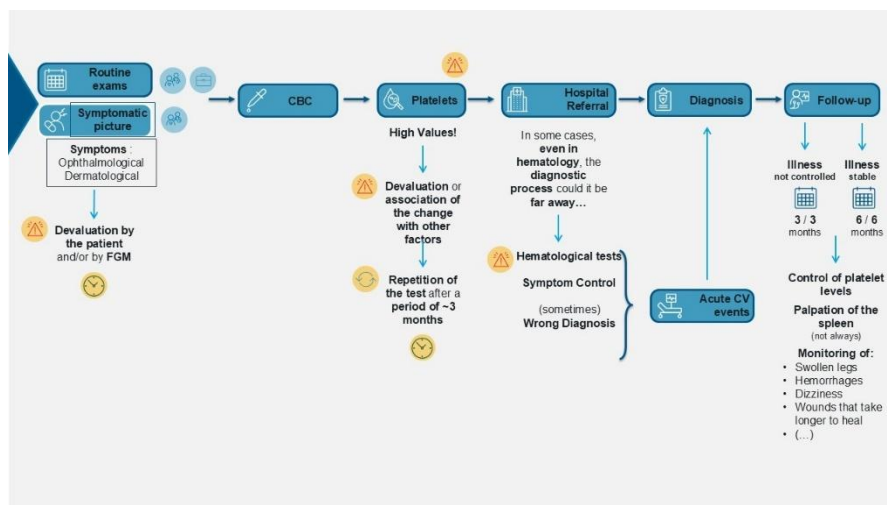 Routine
exams
Symptomatic
picture
Symptoms :
Ophthalmological
Dermatological
Devaluation by
the patient
and/or by FGM
CBC
Platelets
High Values!
Devaluation or
association of
the change
with other
factors
Repetition of
the test after a
period of ~3
months
Hospital
Referral
In some cases,
even in
hematology, the
diagnostic
process could it be
far away…
Hematological tests
Symptom Control
(sometimes)
Wrong Diagnosis
Diagnosis
Acute CV
events
Follow-up
Illness
not controlled
3 / 3
months
Illness
stable
6 / 6
months
Control of platelet
levels
Palpation of the
spleen
(not always)
Monitoring of:
• Swollen legs
• Hemorrhages
• Dizziness
• Wounds that take
longer to heal
• (…)